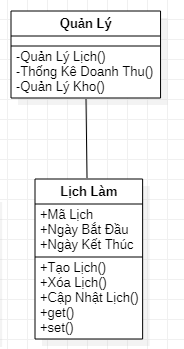 Quản Lý
-Quản Lý Lịch()
-Thống Kê Doanh Thu()
-Quản Lý Kho()
Lịch Làm
+Mã Lịch
+Ngày Bắt Đầu
+Ngày Kết Thúc
+Tạo Lịch()
+Xóa Lịch()
+Cập Nhật Lịch()
+get()
+set()